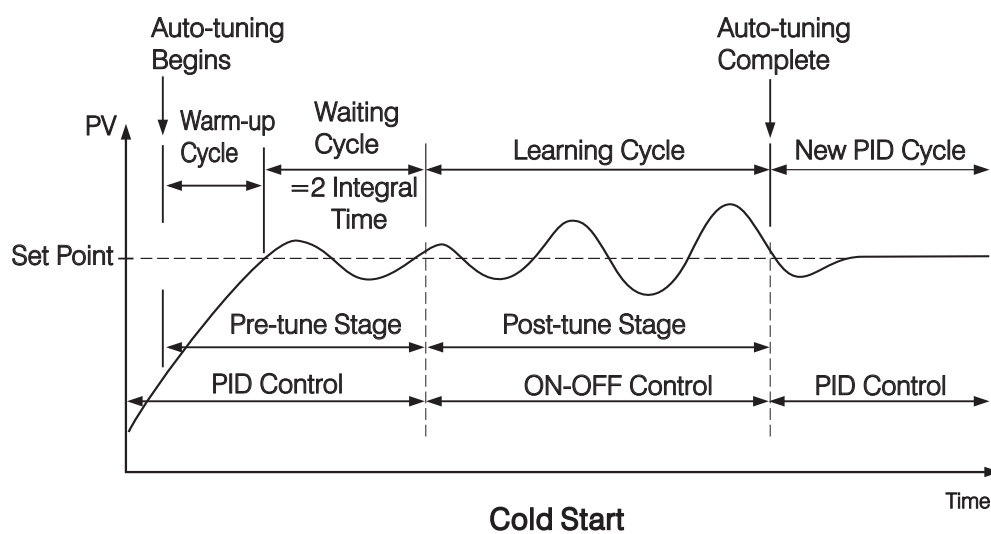 Auto-tuning
Begins
Auto-tuning
Complete
PV
Warm-up
Cycle
Waiting
Cycle
=2 Integral
Time
Learning Cycle
New PID Cycle
Set Point
Pre-tune Stage
Post-tune Stage
PID Control
ON-OFF Control
PID Control
Time
Cold Start